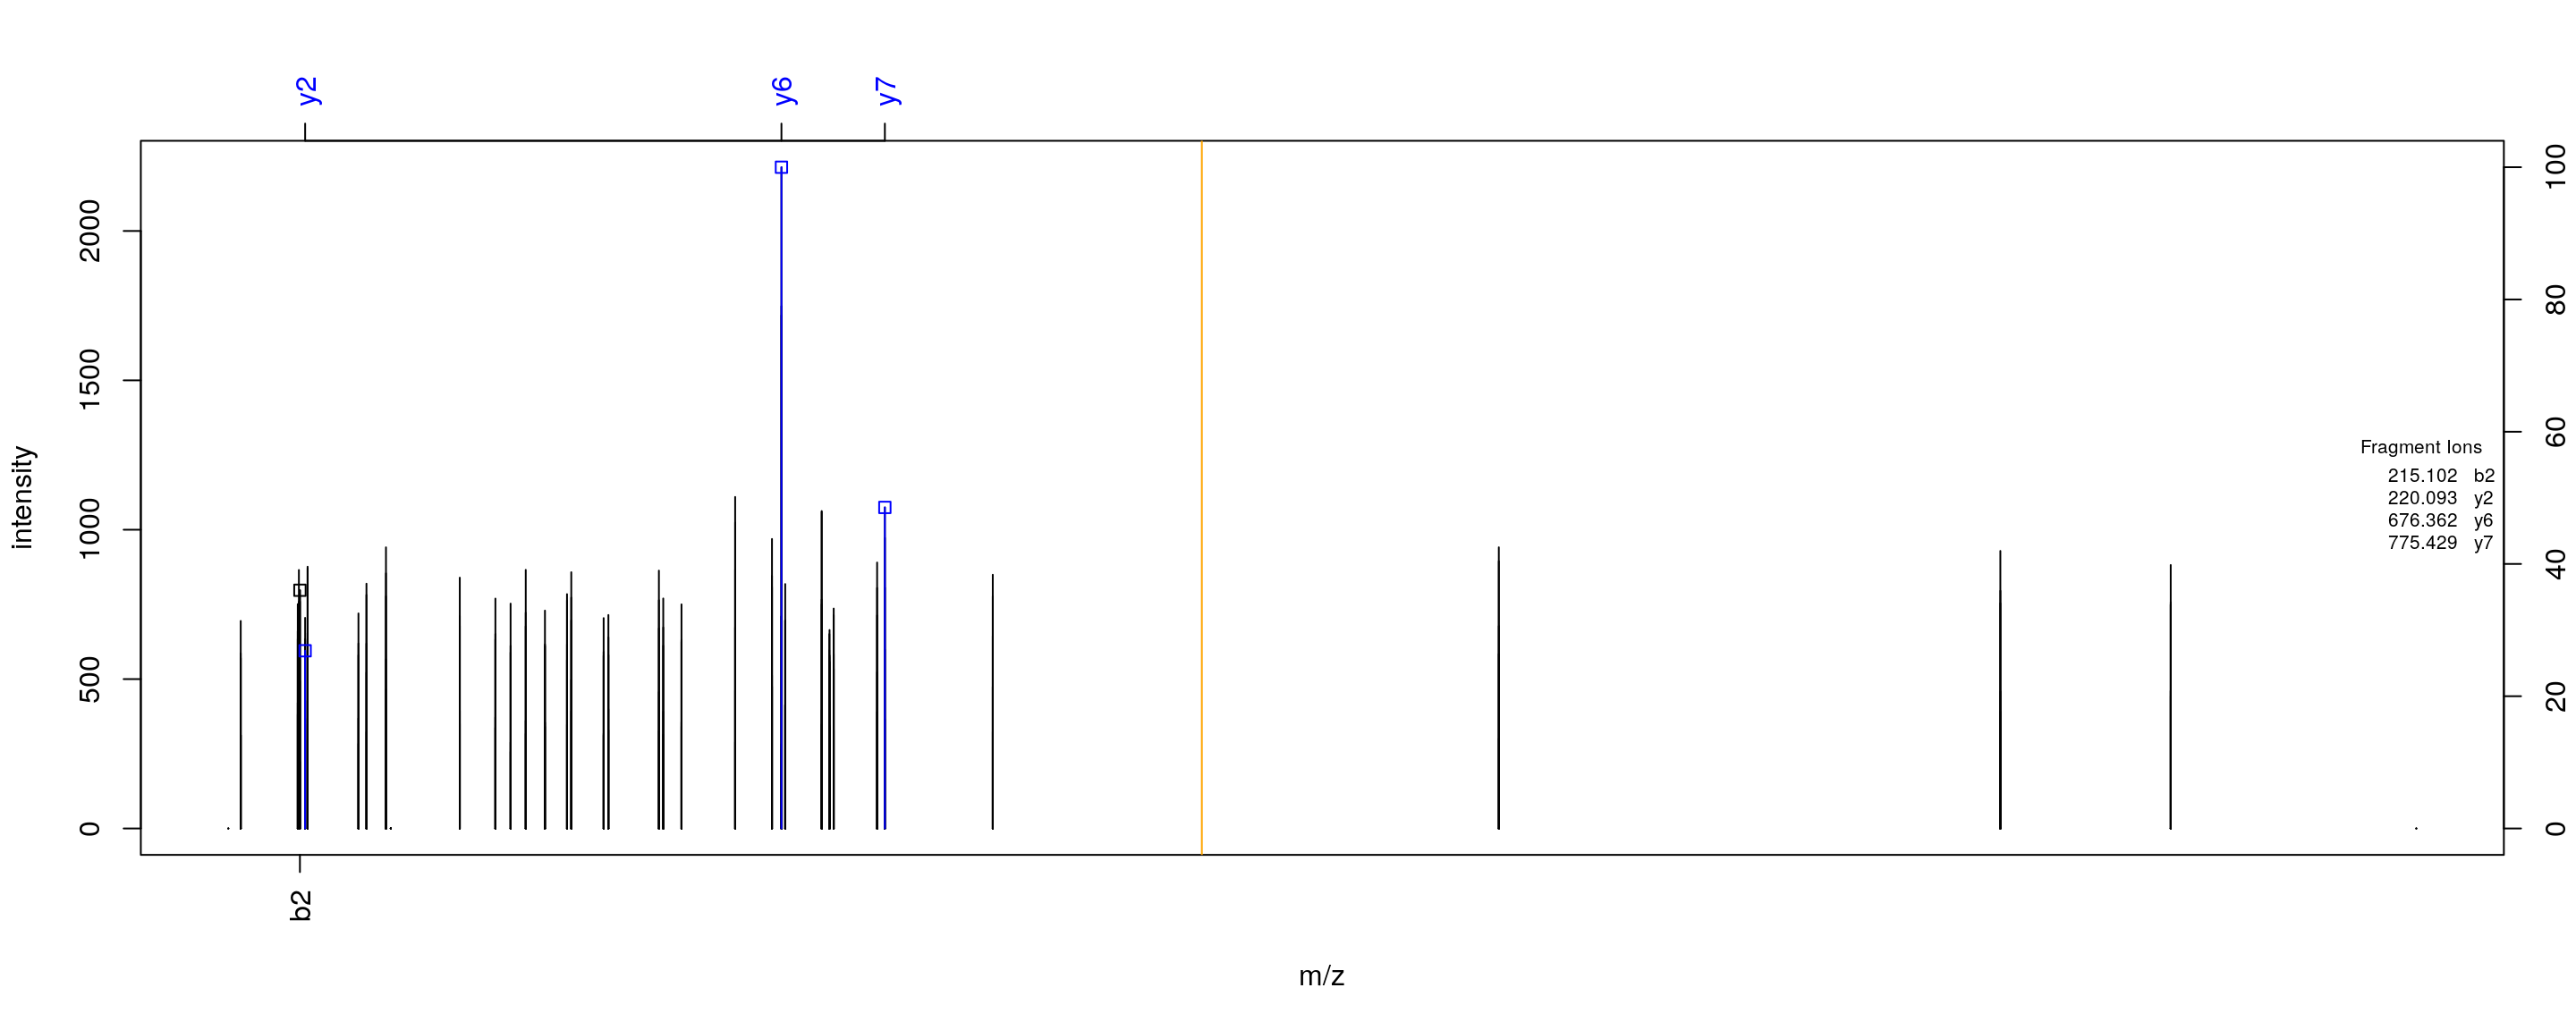 y2 y6 y7
2000
1500
1000
500
0
intensity
100
80
60
40
20
0
Fragment Ions
215.102 b2
220.093 y2
676.362 y6
775.429 y7
b2
m/z